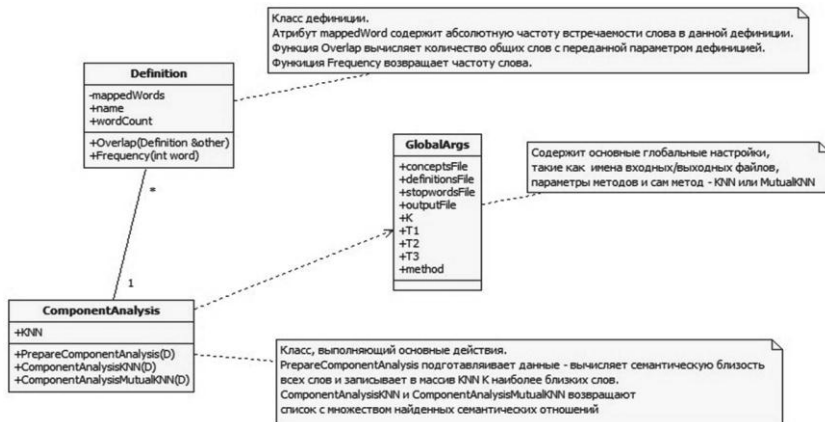 Класс дефиниции.
Атрибут mappedWord содержит абсолютную частоту встречаемости слова в данной дефиниции.
Функция Overlap вычисляет количество общих слов с переданной параметром дефиницией.
Функиция Frequency возвращает частоту слова.
Definition
-mappedWords
+name
+wordCount
+Overlap(Definition &other)
+Frequency(int word)
GlobalArgs
+conceptsFile
+definitionsFile
+stopwordsFile
+outputFile
+K
+T1
+T2
+T3
+method
Содержит основные глобальные настройки,
такие как имена входных/выходных файлов,
параметры методов и сам метод - KNN или MutualKNN
*
1
ComponentAnalysis
+KNN
+PrepareComponentAnalysis(D)
+ComponentAnalysisKNN(D)
+ComponentAnalysisMutualKNN(D)
Класс, выполняющий основные действия.
PrepareComponentAnalysis подготавливает данные - вычисляет семантическую близость
всех слов и записывает в массив KNN K наиболее близких слов.
ComponentAnalysisKNN и ComponentAnalysisMutualKNN возвращают
список с множеством найденных семантических отношений